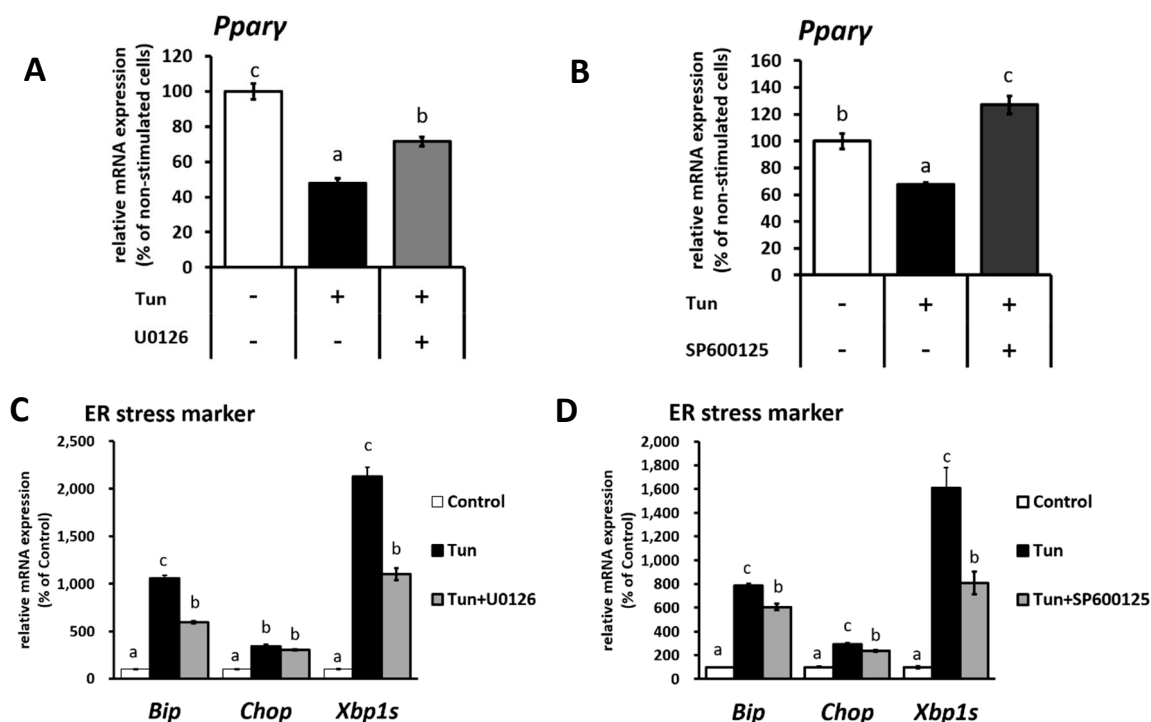 A
Pparγ
relative mRNA expression
(% of non-stimulated cells)
120
100
80
60
40
20
0
c
a
b
Tun - + +
U0126 - - +
B
Pparγ
relative mRNA expression
(% of non-stimulated cells)
160
140
120
100
80
60
40
20
0
b
a
c
Tun - + +
SP600125 - - +
C
ER stress marker
relative mRNA expression
(% of Control)
2,500
2,000
1,500
1,000
500
0
a c b
a b b
a c b
Bip Chop Xbp1s
Control
Tun
Tun+U0126
D
ER stress marker
relative mRNA expression
(% of Control)
2,000
1,800
1,600
1,400
1,200
1,000
800
600
400
200
0
a c b
a c b
a c b
Bip Chop Xbp1s
Control
Tun
Tun+SP600125